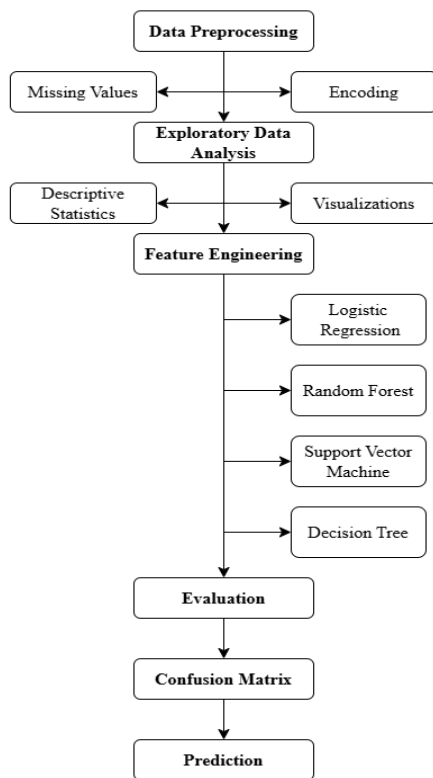 Data Preprocessing
Missing Values
Encoding
Exploratory Data
Analysis
Descriptive
Statistics
Visualizations
Feature Engineering
Logistic
Regression
Random Forest
Support Vector
Machine
Decision Tree
Evaluation
Confusion Matrix
Prediction